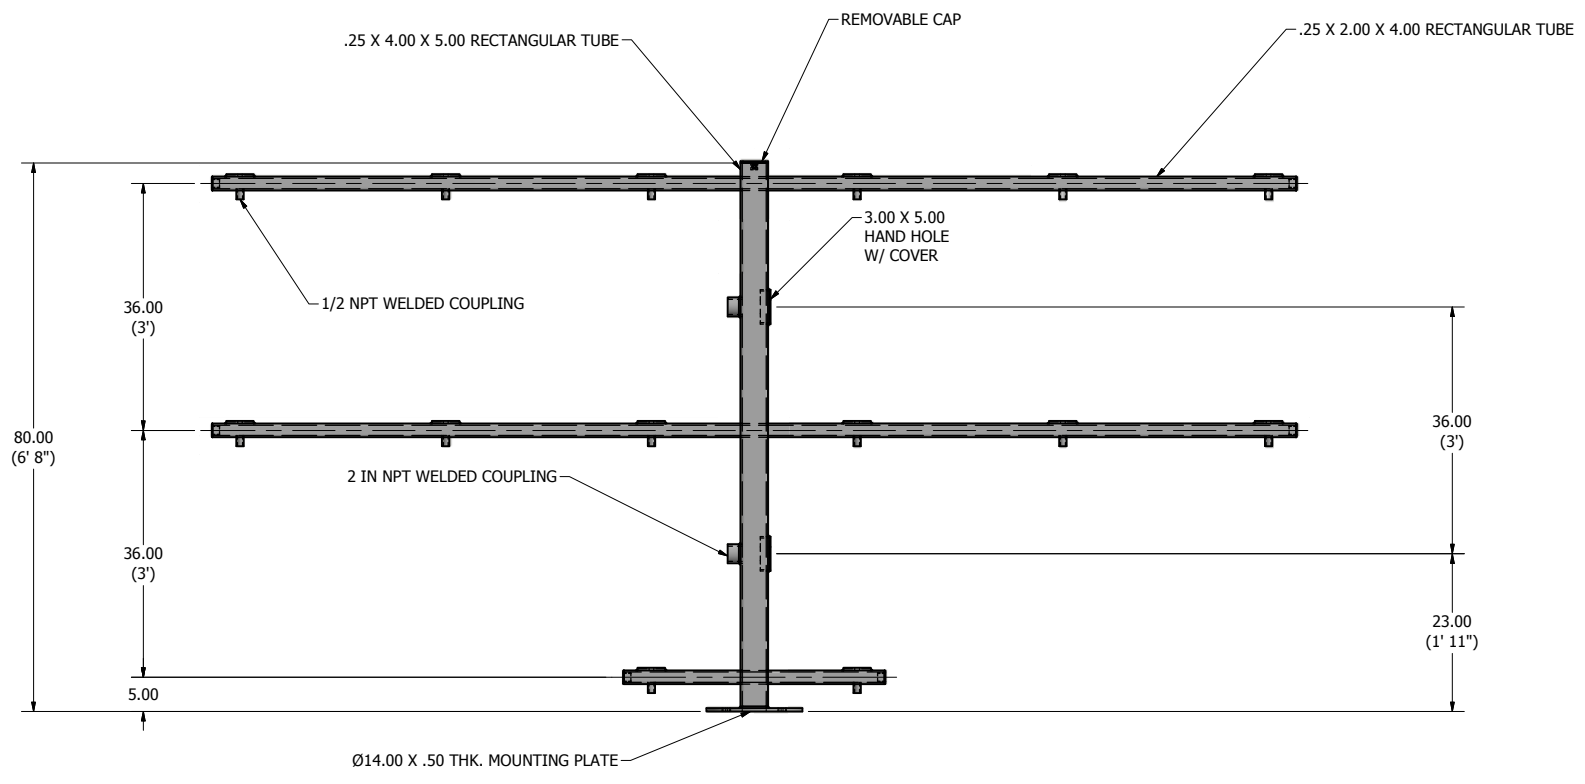 REMOVABLE CAP
.25 X 4.00 X 5.00 RECTANGULAR TUBE
.25 X 2.00 X 4.00 RECTANGULAR TUBE
3.00 X 5.00
HAND HOLE
W/ COVER
1/2 NPT WELDED COUPLING
36.00
(3')
80.00
(6' 8")
36.00
(3')
2 IN NPT WELDED COUPLING
36.00
(3')
23.00
(1' 11")
5.00
Ø14.00 X .50 THK. MOUNTING PLATE